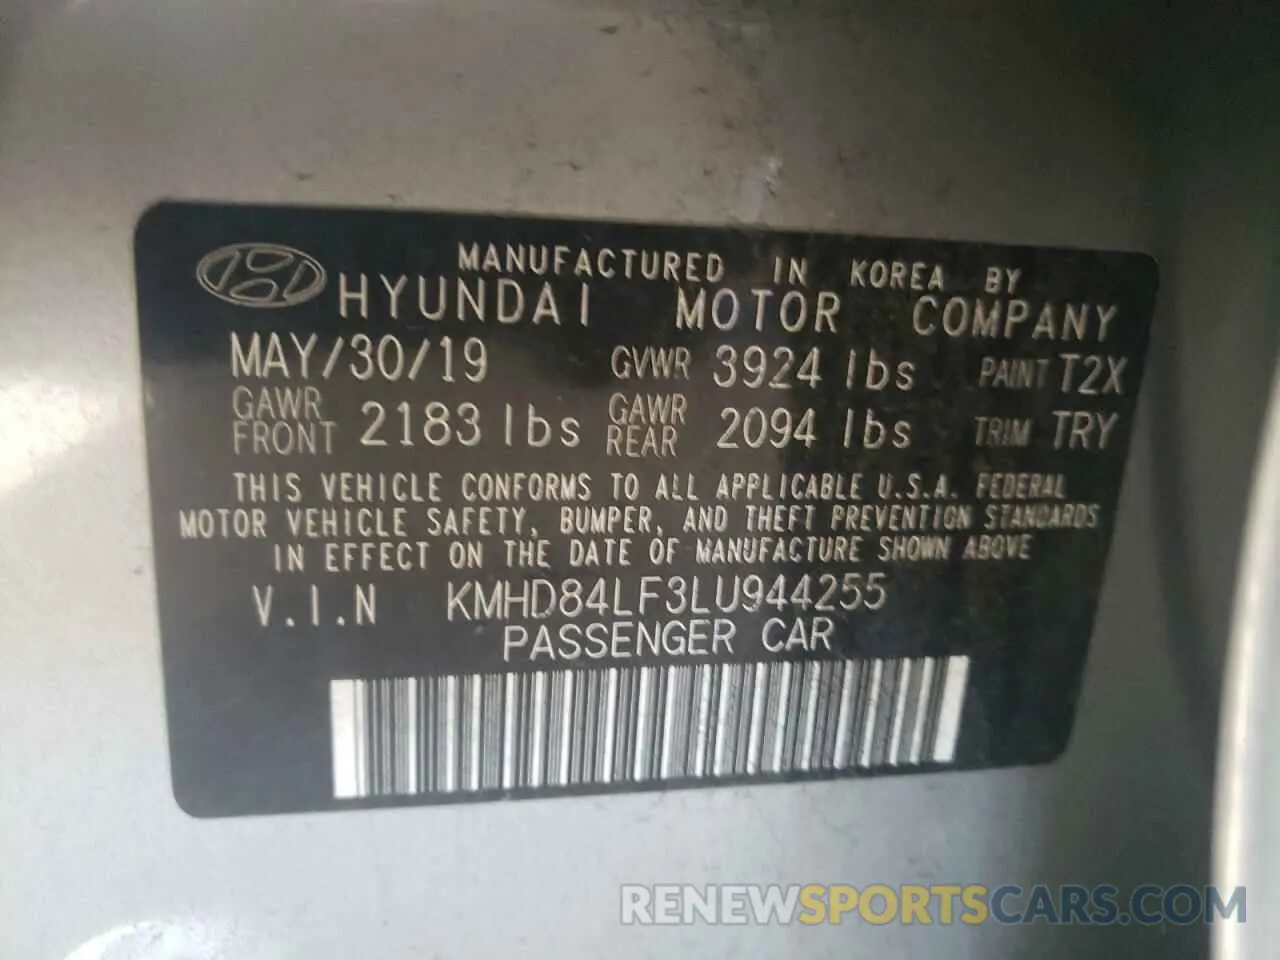 MANUFACTURED IN KOREA BY
HYUNDAI MOTOR COMPANY
MAY/30/19 GVWR 3924 lbs PAINT T2X
GAWR FRONT 2183 lbs GAWR REAR 2094 lbs TRIM TRY
THIS VEHICLE CONFORMS TO ALL APPLICABLE U.S.A. FEDERAL
MOTOR VEHICLE SAFETY, BUMPER, AND THEFT PREVENTION STANDARDS
IN EFFECT ON THE DATE OF MANUFACTURE SHOWN ABOVE
V.I.N KMHD84LF3LU944255
PASSENGER CAR
RENEWSPORTSCARS.COM